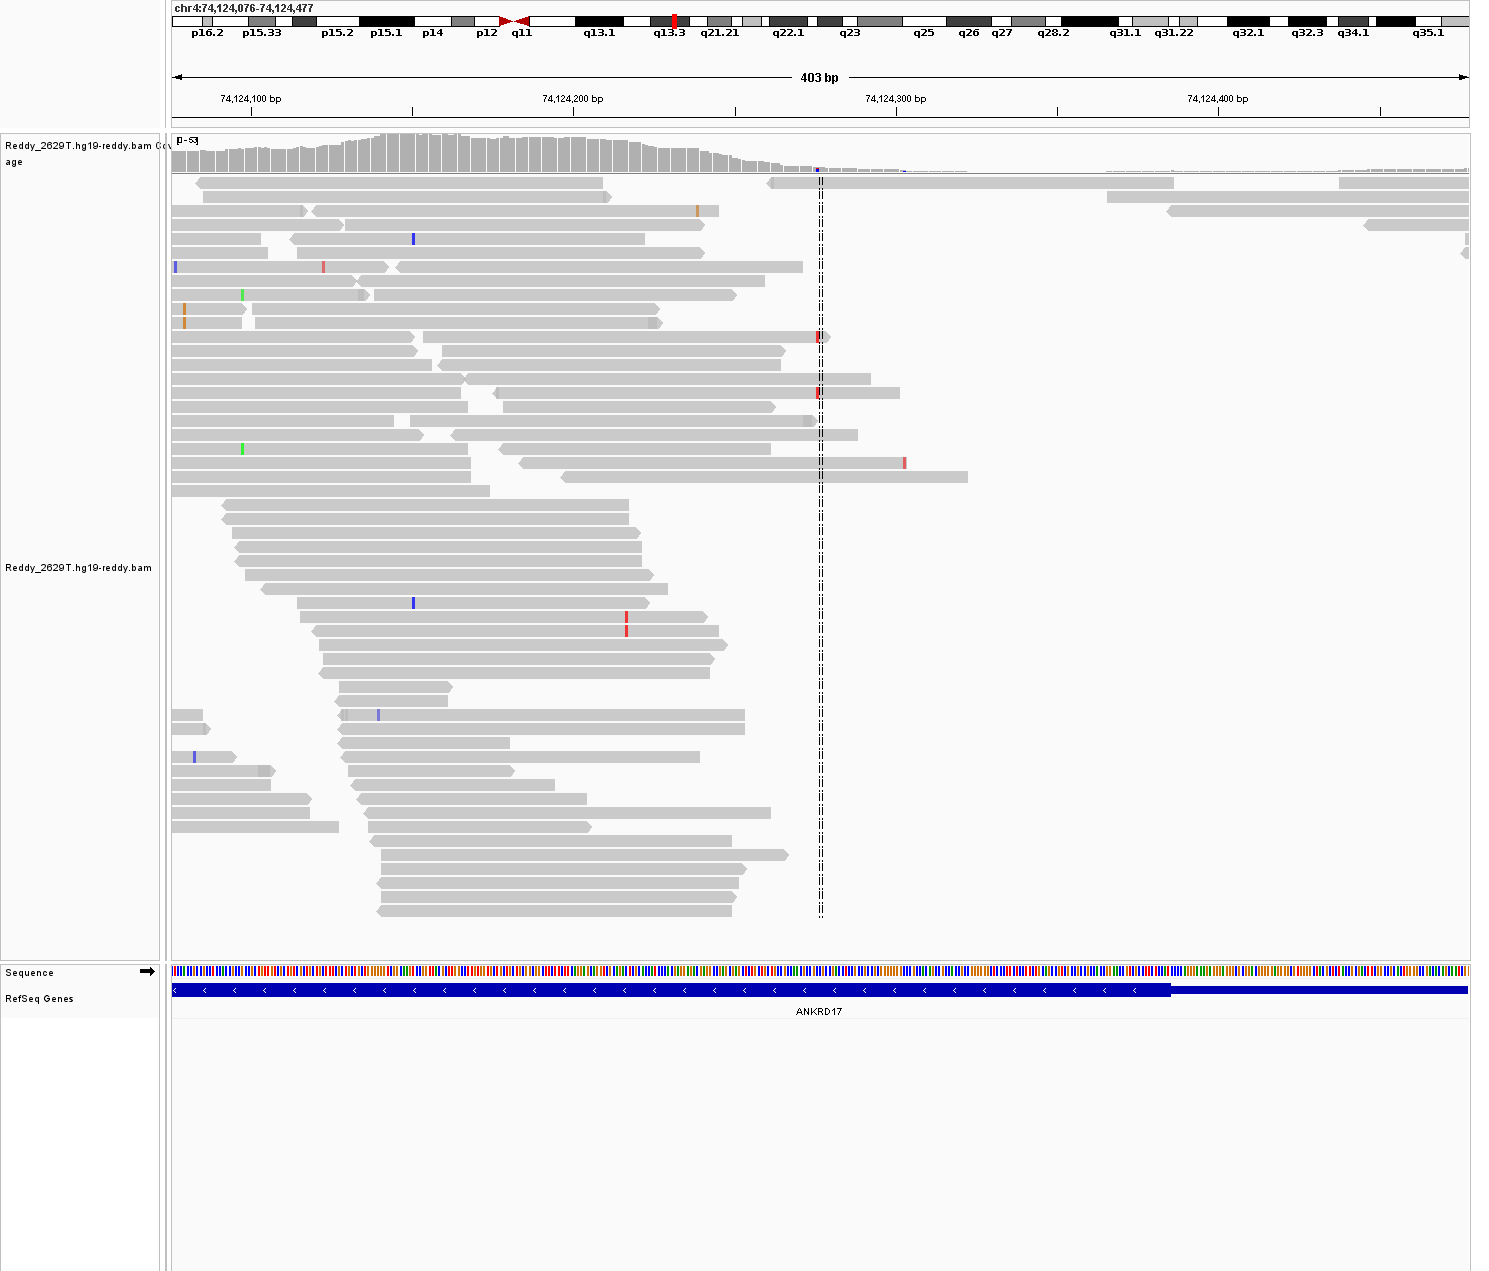 chr4:74,124,076-74,124,477
p16.2 p15.33 p15.2 p15.1 p14 p12 q11 q13.1 q13.3 q21.21 q22.1 q23 q25 q26 q27 q28.2 q31.1 q31.22 q32.1 q32.3 q34.1 q35.1
403 bp
74,124,100 bp 74,124,200 bp 74,124,300 bp 74,124,400 bp
[0-53]
Reddy_2629T.hg19-reddy.bam Cov
age
Reddy_2629T.hg19-reddy.bam
Sequence
RefSeq Genes
ANKRD17